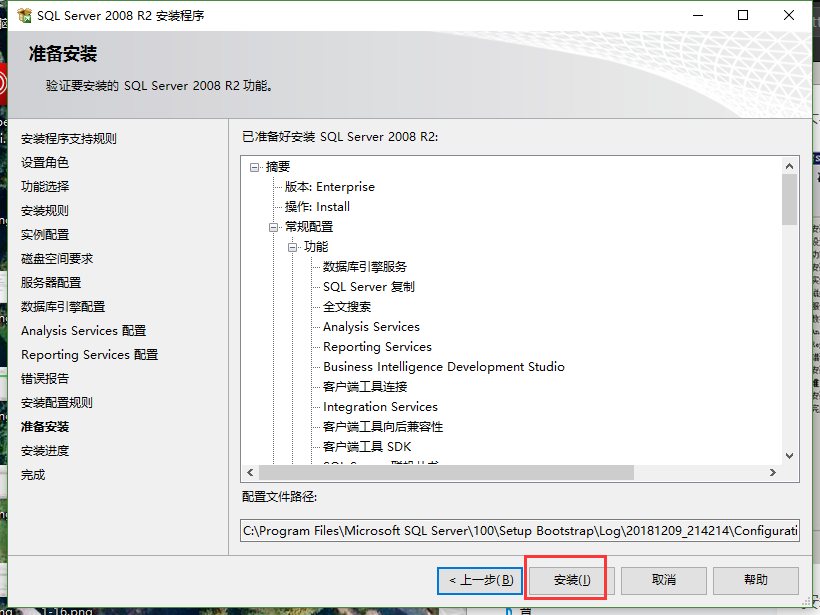 SQL Server 2008 R2 安装程序
准备安装
验证要安装的 SQL Server 2008 R2 功能。
安装程序支持规则
设置角色
功能选择
安装规则
实例配置
磁盘空间要求
服务器配置
数据库引擎配置
Analysis Services 配置
Reporting Services 配置
错误报告
安装配置规则
准备安装
安装进度
完成
已准备好安装 SQL Server 2008 R2:
摘要
版本: Enterprise
操作: Install
常规配置
功能
数据库引擎服务
SQL Server 复制
全文搜索
Analysis Services
Reporting Services
Business Intelligence Development Studio
客户端工具连接
Integration Services
客户端工具向后兼容性
客户端工具 SDK
配置文件路径:
C:\Program Files\Microsoft SQL Server\100\Setup Bootstrap\Log\20181209_214214\Configurati
< 上一步(B)
安装(I)
取消
帮助
1-16.png